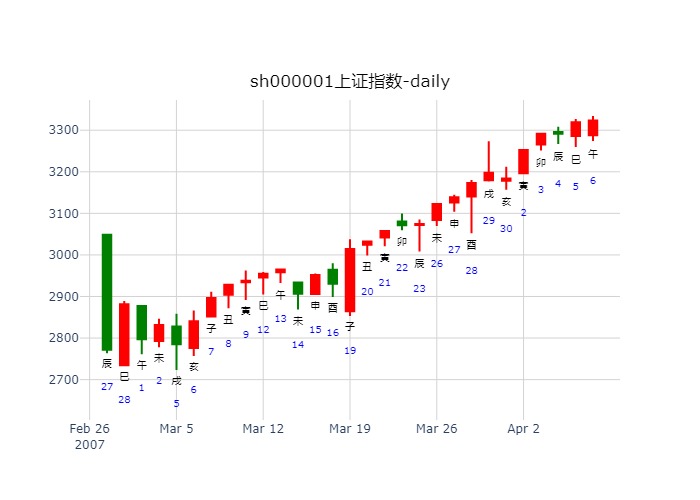 sh000001上证指数-daily
3300
3200
3100
3000
2900
2800
2700
辰 巳 午 未 戌 亥 子 丑 寅 巳 午 未 申 酉 子 丑 寅 卯 辰 未 申 酉 戌 亥 寅 卯 辰 巳 午
27 28 1 2 5 6 7 8 9 12 13 14 15 16 19 20 21 22 23 26 27 28 29 30 2 3 4 5 6
Feb 26 Mar 5 Mar 12 Mar 19 Mar 26 Apr 2
2007